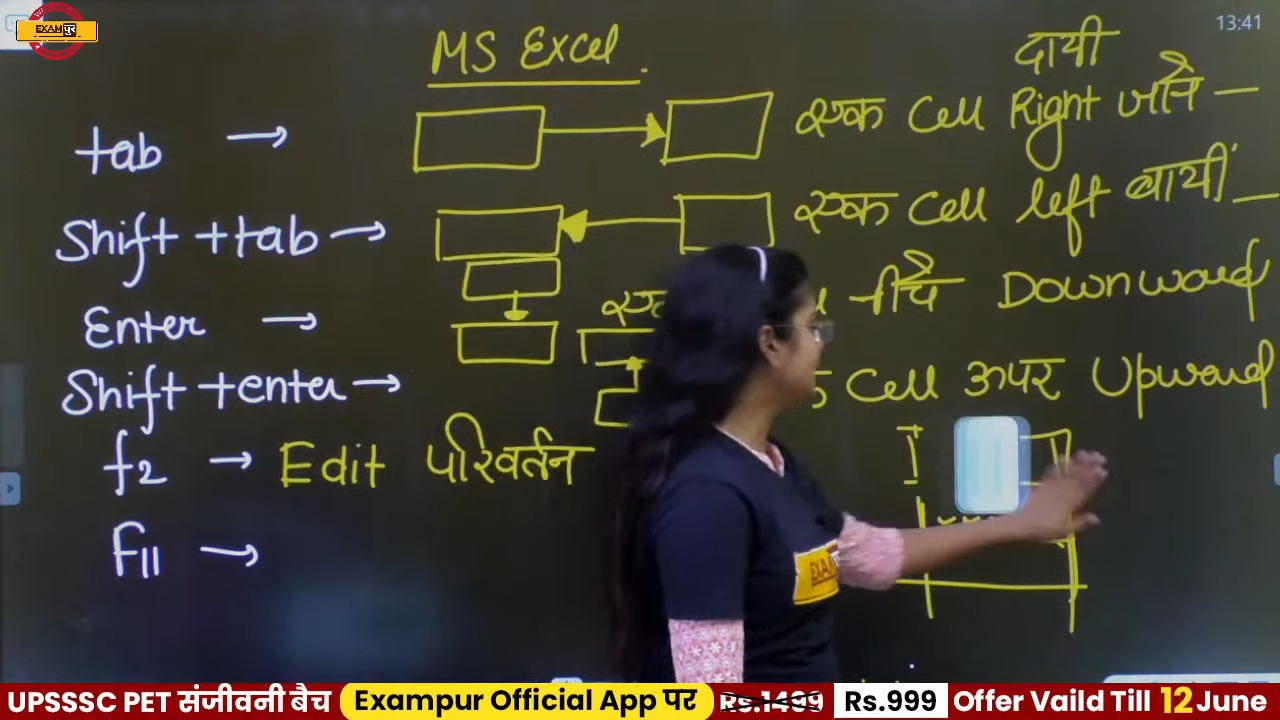 EXAMपुर
13:41
MS Excel
दायी
tab → एक Cell Right जाने —
Shift + tab → एक Cell left बायीं —
Enter → नीचे Downward
Shift + enter → Cell ऊपर Upward
f2 → Edit परिवर्तन
F11 →
EXAM
UPSSSC PET संजीवनी बैच Exampur Official App पर Rs.1499 Rs.999 Offer Vaild Till 12 June